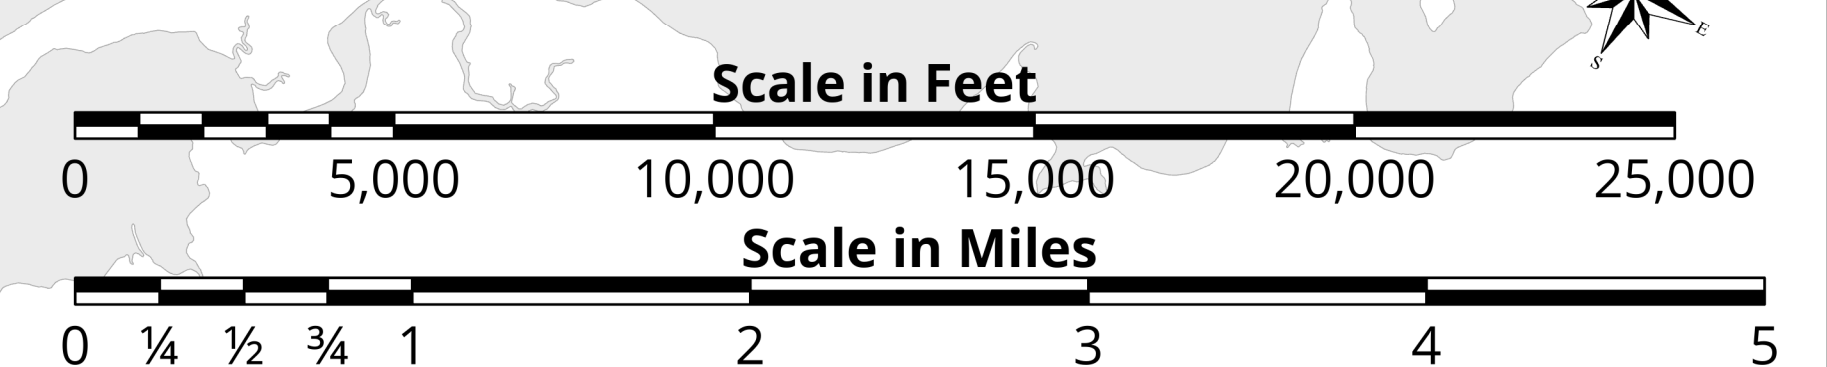 E
S
Scale in Feet
0 5,000 10,000 15,000 20,000 25,000
Scale in Miles
0 ¼ ½ ¾ 1 2 3 4 5